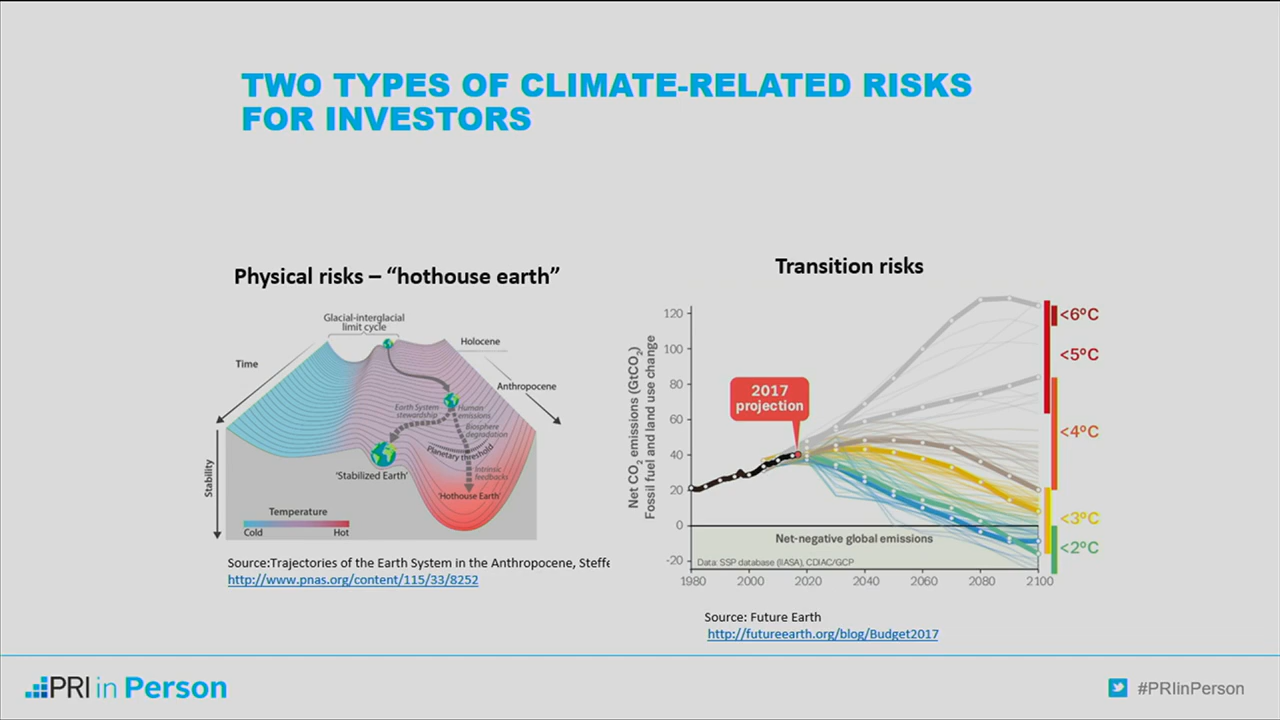 TWO TYPES OF CLIMATE-RELATED RISKS
FOR INVESTORS
Physical risks – “hothouse earth”
Glacial-interglacial
limit cycle
Holocene
Time
Anthropocene
Earth System
stewardship
Human
emissions
Biosphere
degradation
Planetary threshold
Stability
'Stabilized Earth'
Intrinsic
feedbacks
'Hothouse Earth'
Temperature
Cold
Hot
Source:Trajectories of the Earth System in the Anthropocene, Steffe
http://www.pnas.org/content/115/33/8252
Transition risks
Net CO2 emissions (GtCO2)
Fossil fuel and land use change
120
100
80
60
40
20
0
-20
2017
projection
<6°C
<5°C
<4°C
<3°C
<2°C
Net-negative global emissions
Data: SSP database (IIASA), CDIAC/GCP
1980
2000
2020
2040
2060
2080
2100
Source: Future Earth
http://futureearth.org/blog/Budget2017
PRI in Person
#PRIinPerson